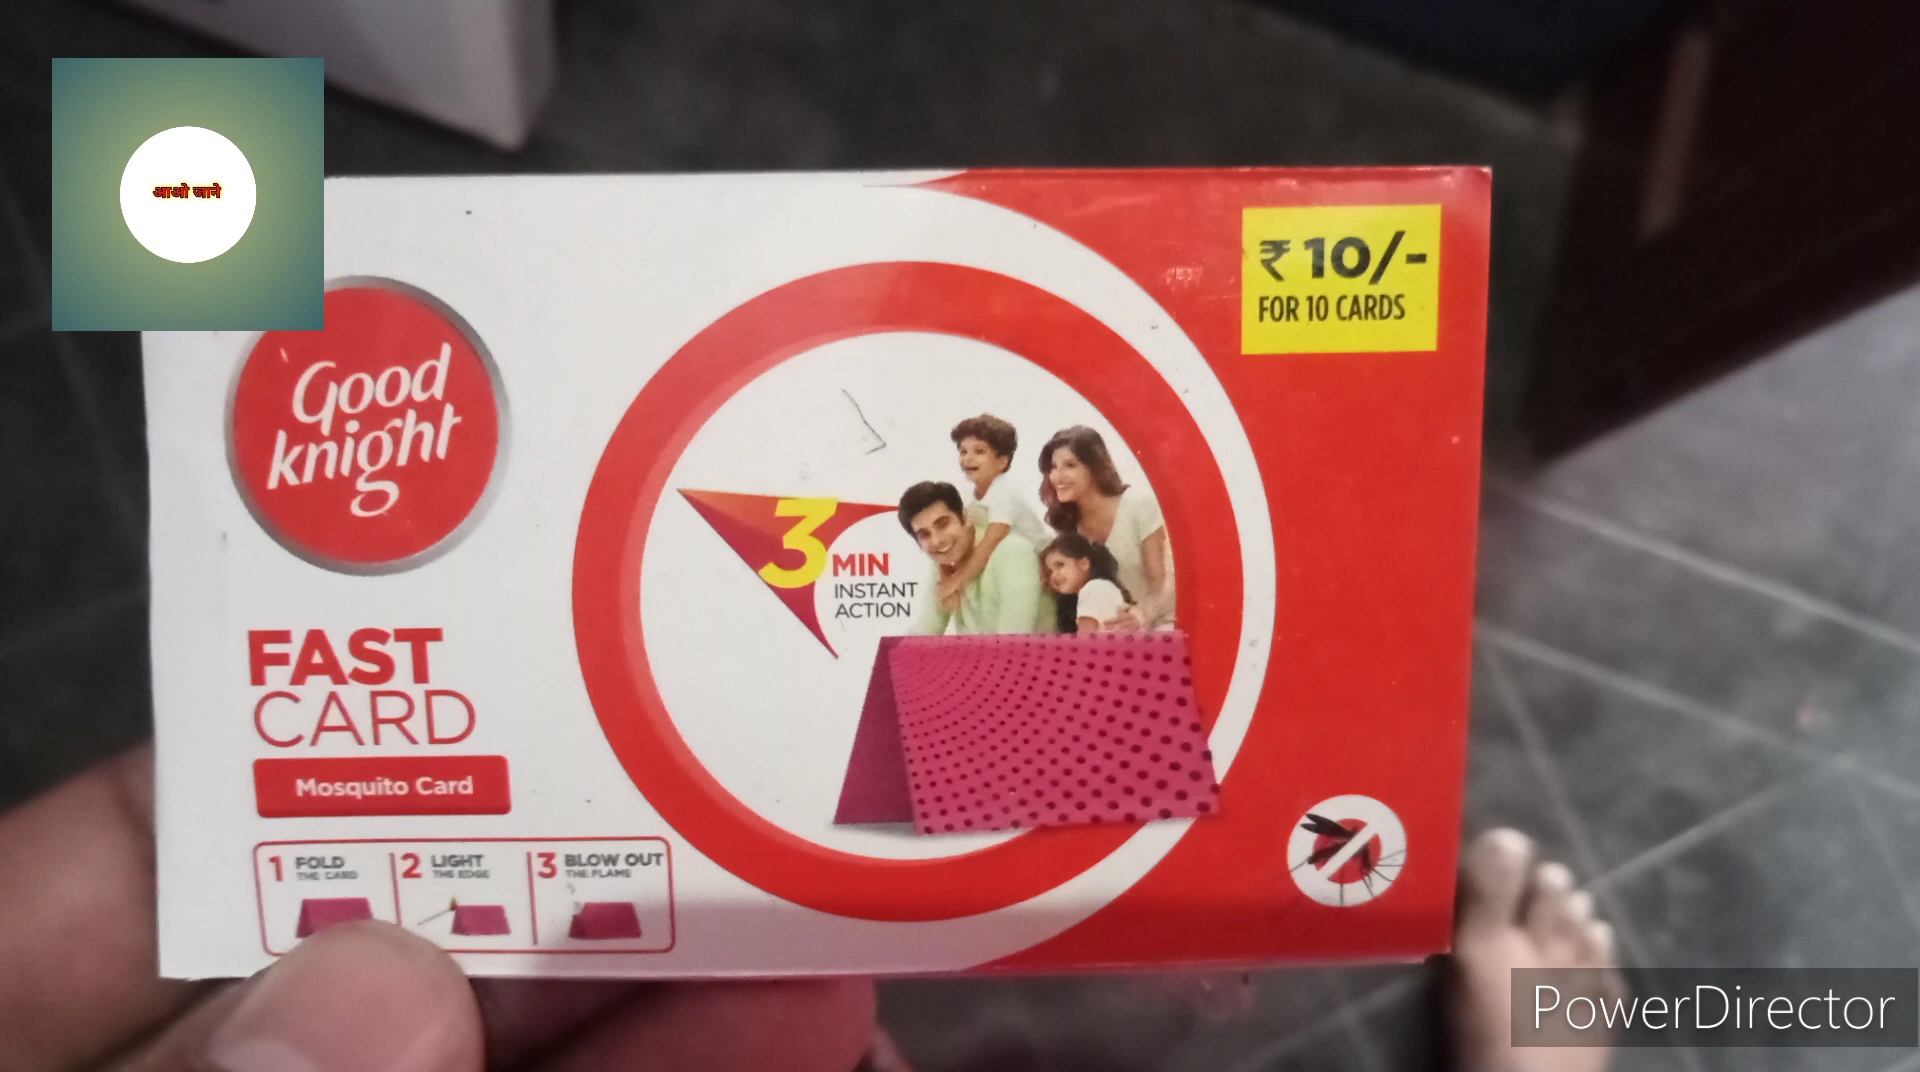 आओ जाने
₹ 10/-
FOR 10 CARDS
Good
knight
3 MIN
INSTANT
ACTION
FAST
CARD
Mosquito Card
1 FOLD
THE CARD
2 LIGHT
THE EDGE
3 BLOW OUT
THE FLAME
PowerDirector